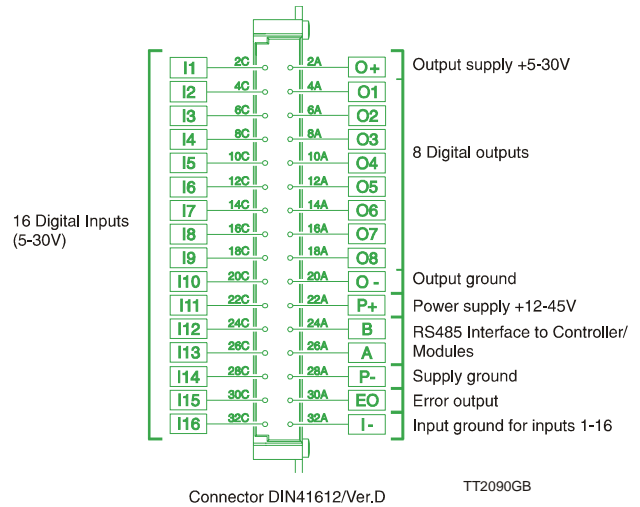 I1 2C 2A O+ Output supply +5-30V
I2 4C 4A O1
I3 6C 6A O2
I4 8C 8A O3
I5 10C 10A O4 8 Digital outputs
I6 12C 12A O5
I7 14C 14A O6
16 Digital Inputs
(5-30V)
I8 16C 16A O7
I9 18C 18A O8
I10 20C 20A O - Output ground
I11 22C 22A P+ Power supply +12-45V
I12 24C 24A B RS485 Interface to Controller/
I13 26C 26A A Modules
I14 28C 28A P- Supply ground
I15 30C 30A EO Error output
I16 32C 32A I - Input ground for inputs 1-16
TT2090GB
Connector DIN41612/Ver.D